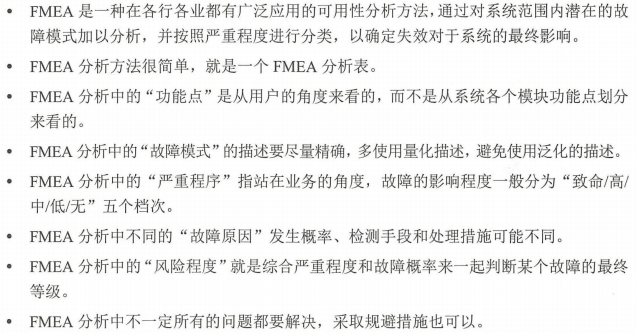 • FMEA 是一种在各行各业都有广泛应用的可用性分析方法，通过对系统范围内潜在的故
障模式加以分析，并按照严重程度进行分类，以确定失效对于系统的最终影响。
• FMEA 分析方法很简单，就是一个 FMEA 分析表。
• FMEA 分析中的“功能点”是从用户的角度来看的，而不是从系统各个模块功能点划分
来看的。
• FMEA 分析中的“故障模式”的描述要尽量精确，多使用量化描述，避免使用泛化的描述。
• FMEA 分析中的“严重程序”指站在业务的角度，故障的影响程度一般分为“致命/高/
中/低/无”五个档次。
• FMEA 分析中不同的“故障原因”发生概率、检测手段和处理措施可能不同。
• FMEA 分析中的“风险程度”就是综合严重程度和故障概率来一起判断某个故障的最终
等级。
• FMEA 分析中不一定所有的问题都要解决，采取规避措施也可以。